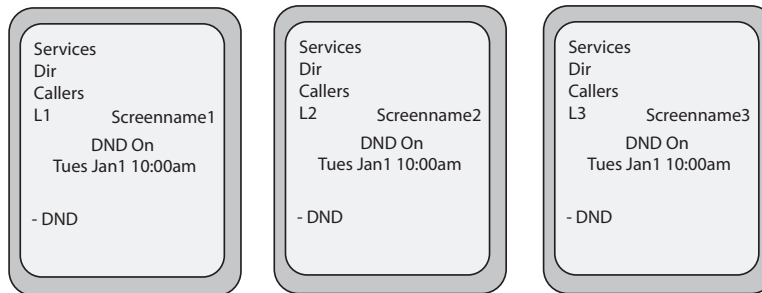 Services
Dir
Callers
L1 Screenname1
DND On
Tues Jan1 10:00am
- DND
Services
Dir
Callers
L2 Screenname2
DND On
Tues Jan1 10:00am
- DND
Services
Dir
Callers
L3 Screenname3
DND On
Tues Jan1 10:00am
- DND